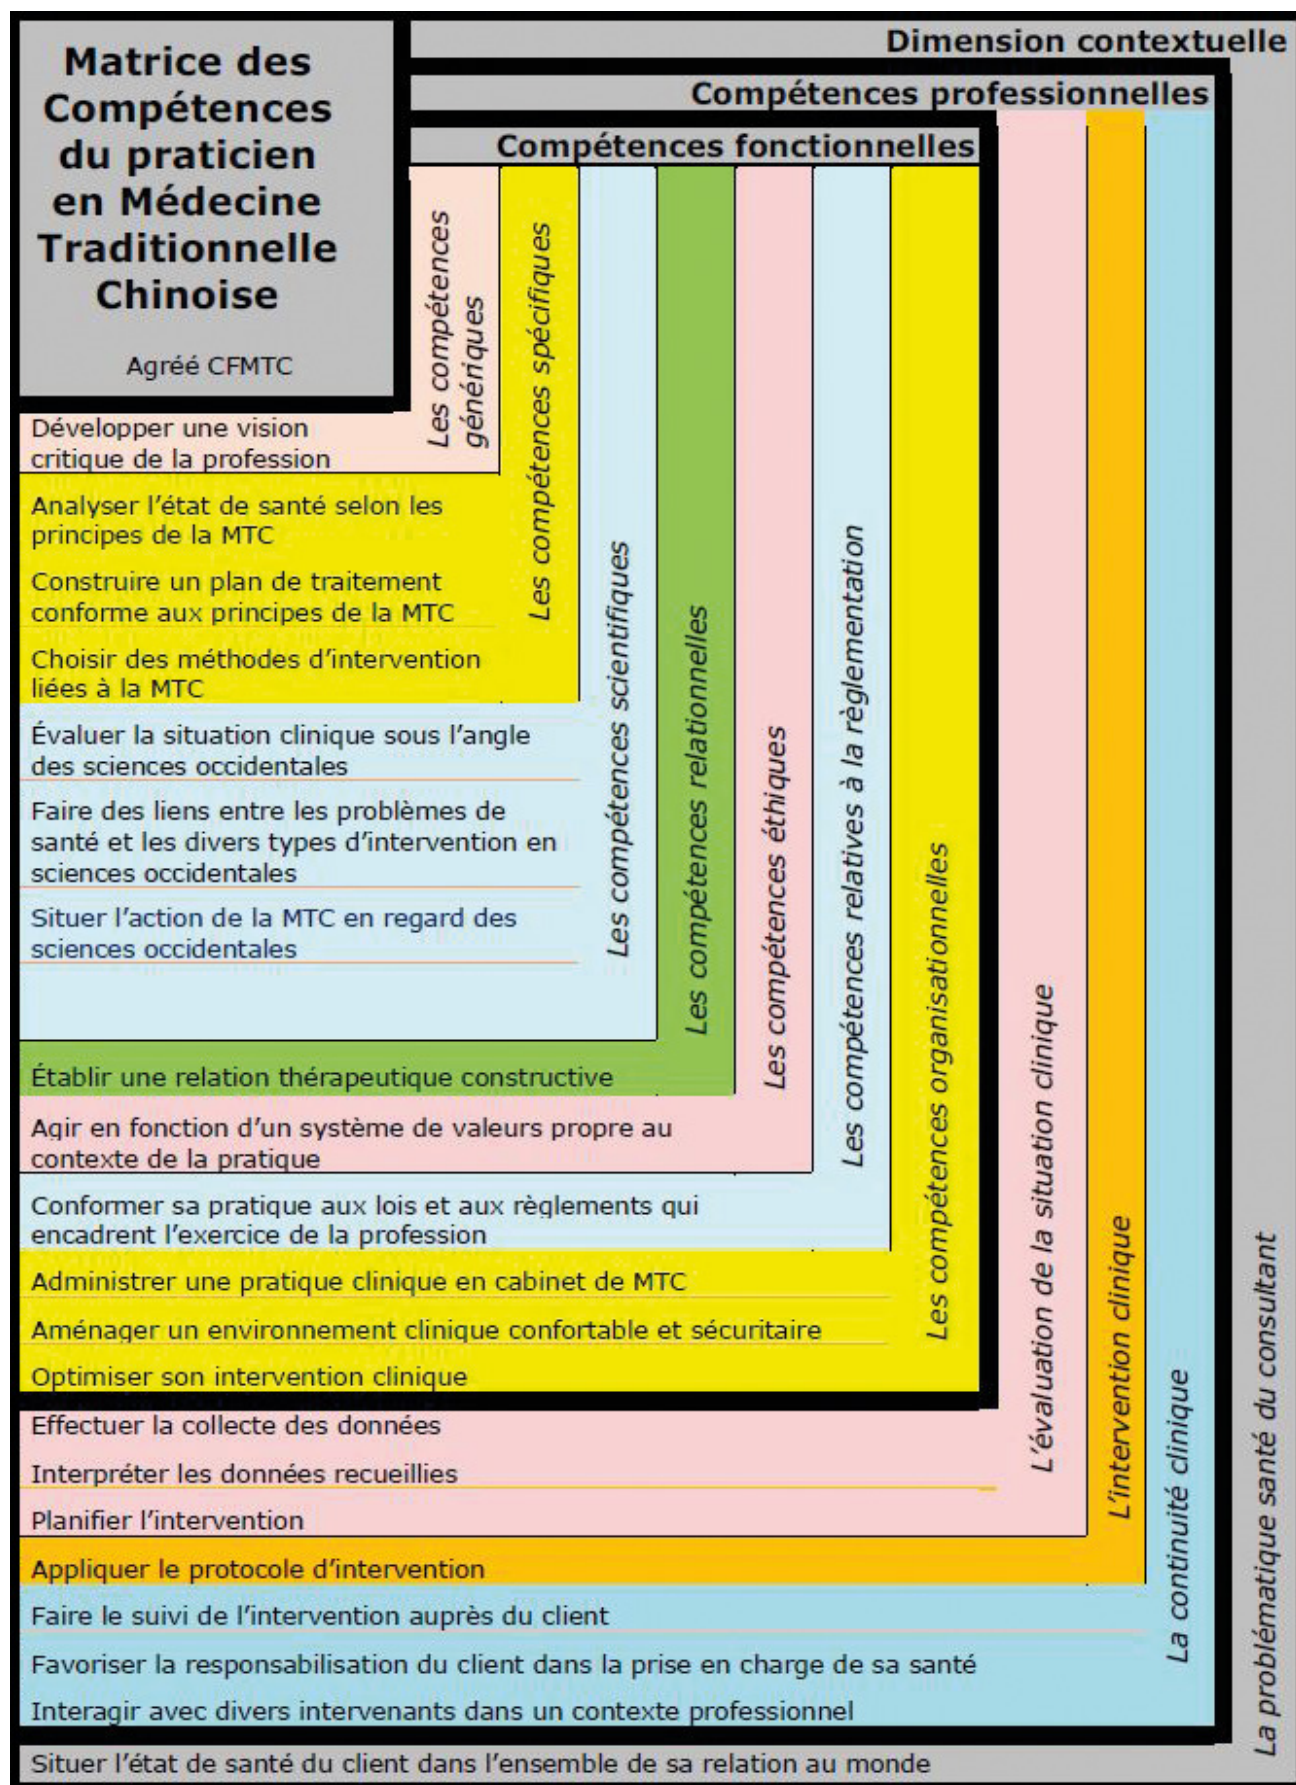 Matrice des
Compétences
du praticien
en Médecine
Traditionnelle
Chinoise
Agréé CFMTC
Dimension contextuelle
Compétences professionnelles
Compétences fonctionnelles
Les compétences
génériques
Les compétences spécifiques
Les compétences scientifiques
Les compétences relationnelles
Les compétences éthiques
Les compétences relatives à la règlementation
Les compétences organisationnelles
L'évaluation de la situation clinique
L'intervention clinique
La continuité clinique
La problématique santé du consultant
Développer une vision
critique de la profession
Analyser l'état de santé selon les
principes de la MTC
Construire un plan de traitement
conforme aux principes de la MTC
Choisir des méthodes d'intervention
liées à la MTC
Évaluer la situation clinique sous l'angle
des sciences occidentales
Faire des liens entre les problèmes de
santé et les divers types d'intervention en
sciences occidentales
Situer l'action de la MTC en regard des
sciences occidentales
Établir une relation thérapeutique constructive
Agir en fonction d'un système de valeurs propre au
contexte de la pratique
Conformer sa pratique aux lois et aux règlements qui
encadrent l'exercice de la profession
Administrer une pratique clinique en cabinet de MTC
Aménager un environnement clinique confortable et sécuritaire
Optimiser son intervention clinique
Effectuer la collecte des données
Interpréter les données recueillies
Planifier l'intervention
Appliquer le protocole d'intervention
Faire le suivi de l'intervention auprès du client
Favoriser la responsabilisation du client dans la prise en charge de sa santé
Interagir avec divers intervenants dans un contexte professionnel
Situer l'état de santé du client dans l'ensemble de sa relation au monde